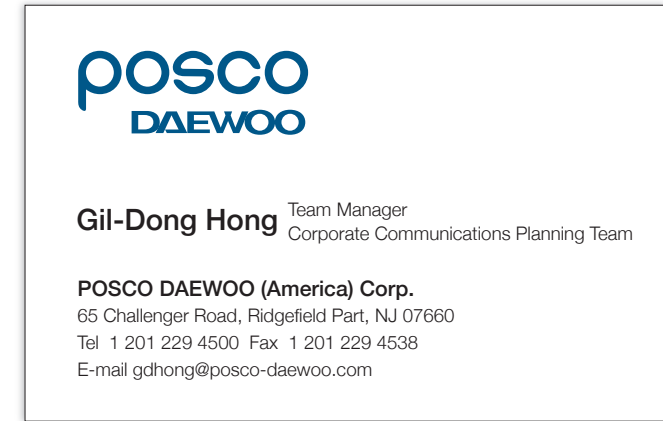 posco
DAEWOO
Gil-Dong Hong
Team Manager
Corporate Communications Planning Team
POSCO DAEWOO (America) Corp.
65 Challenger Road, Ridgefield Part, NJ 07660
Tel 1 201 229 4500 Fax 1 201 229 4538
E-mail gdhong@posco-daewoo.com